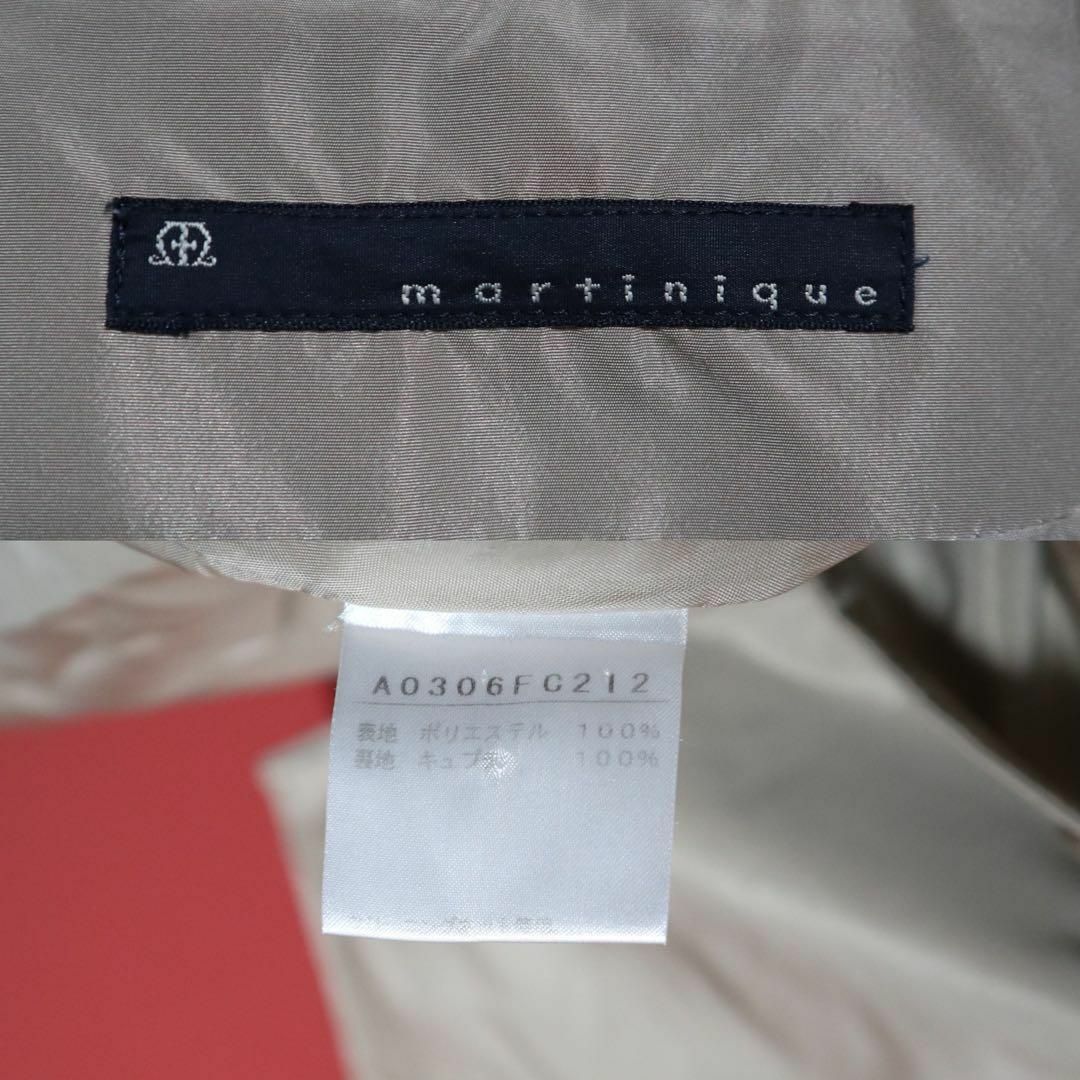 martinique
A0306FC212
表地 ポリエステル 100%
裏地 キュプラ 100%